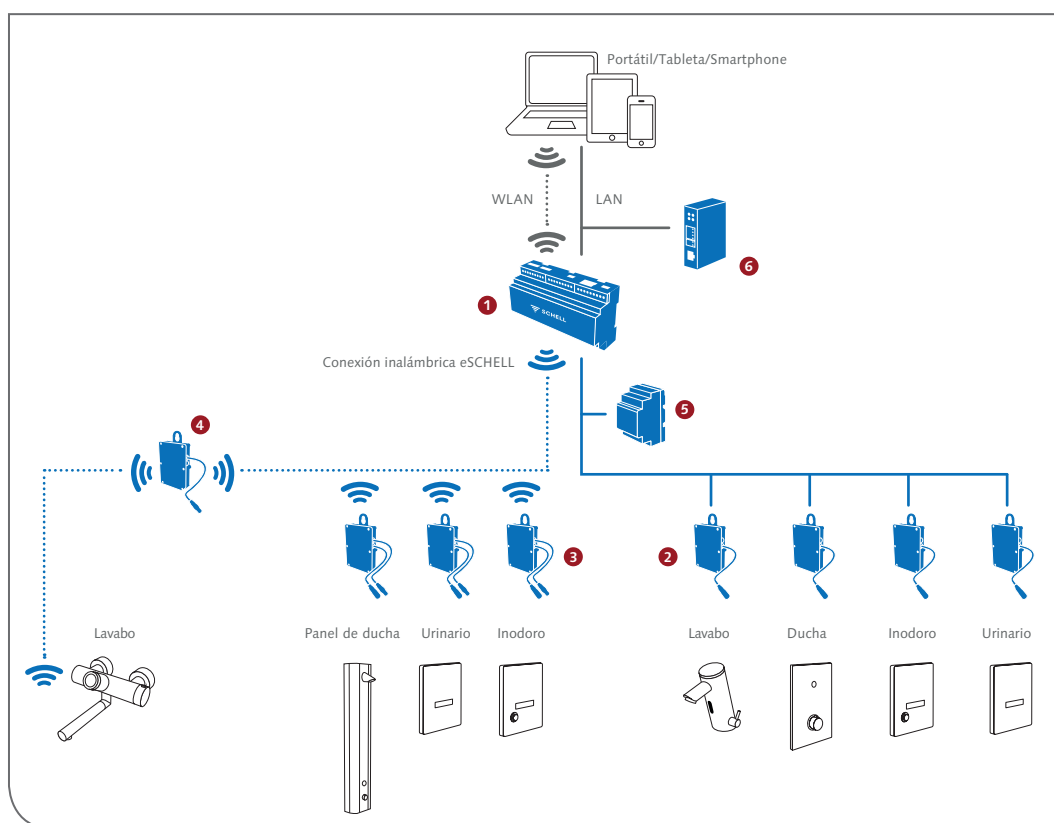 Portátil/Tableta/Smartphone
WLAN
LAN
6
1
SCHELL
Conexión inalámbrica eSCHELL
5
4
3
2
Lavabo
Panel de ducha
Urinario
Inodoro
Lavabo
Ducha
Inodoro
Urinario